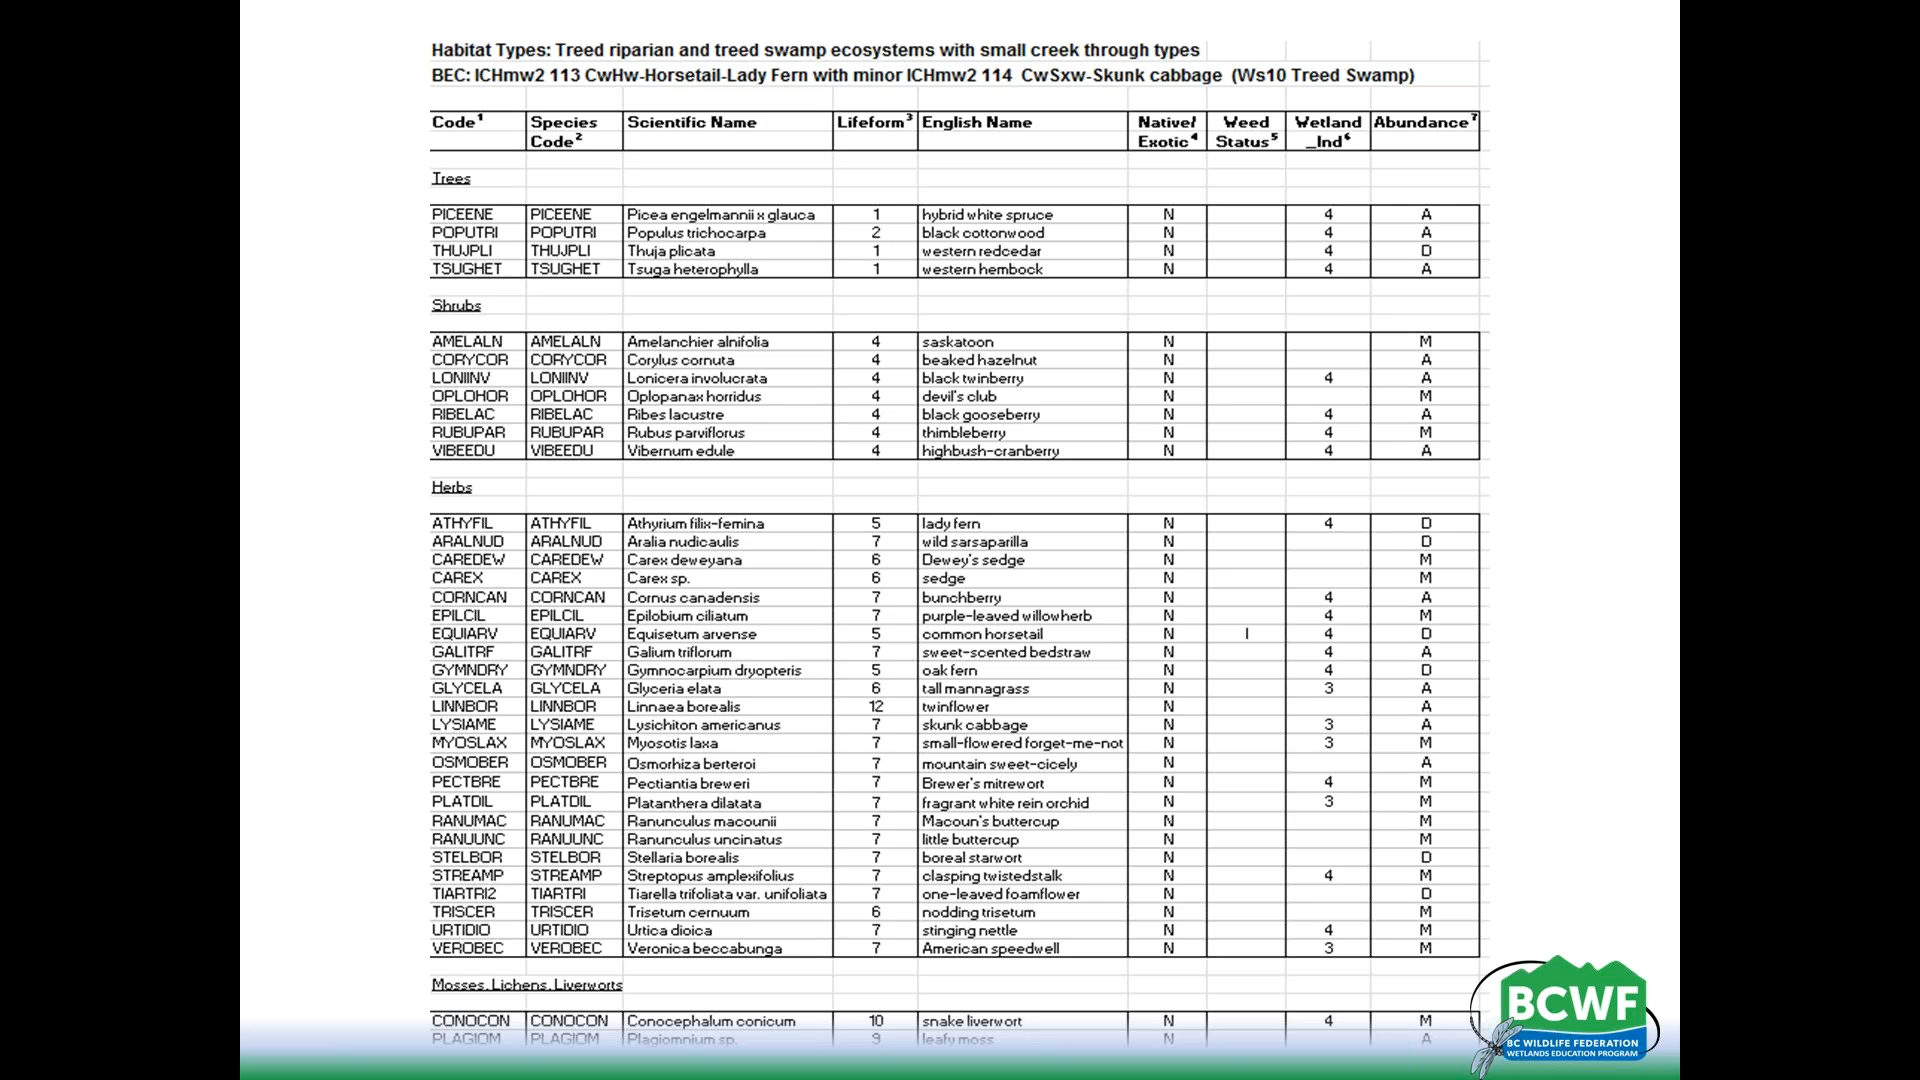 Habitat Types: Treed riparian and treed swamp ecosystems with small creek through types
BEC: ICHmw2 113 CwHw-Horsetail-Lady Fern with minor ICHmw2 114 CwSxw-Skunk cabbage (Ws10 Treed Swamp)
Code¹ Species Code² Scientific Name Lifeform³ English Name Native/ Exotic⁴ Weed Status⁵ Wetland _Ind⁶ Abundance⁷
Trees
PICEENE PICEENE Picea engelmannii x glauca 1 hybrid white spruce N 4 A
POPUTRI POPUTRI Populus trichocarpa 2 black cottonwood N 4 A
THUJPLI THUJPLI Thuja plicata 1 western redcedar N 4 D
TSUGHET TSUGHET Tsuga heterophylla 1 western hembock N 4 A
Shrubs
AMELALN AMELALN Amelanchier alnifolia 4 saskatoon N M
CORYCOR CORYCOR Corylus cornuta 4 beaked hazelnut N A
LONIINV LONIINV Lonicera involucrata 4 black twinberry N 4 A
OPLOHOR OPLOHOR Oplopanax horridus 4 devil's club N M
RIBELAC RIBELAC Ribes lacustre 4 black gooseberry N 4 A
RUBUPAR RUBUPAR Rubus parviflorus 4 thimbleberry N 4 M
VIBEEDU VIBEEDU Vibernum edule 4 highbush-cranberry N 4 A
Herbs
ATHYFIL ATHYFIL Athyrium filix-femina 5 lady fern N 4 D
ARALNUD ARALNUD Aralia nudicaulis 7 wild sarsaparilla N D
CAREDEW CAREDEW Carex deweyana 6 Dewey's sedge N M
CAREX CAREX Carex sp. 6 sedge N M
CORNCAN CORNCAN Cornus canadensis 7 bunchberry N 4 A
EPILCIL EPILCIL Epilobium ciliatum 7 purple-leaved willowherb N 4 M
EQUIARV EQUIARV Equisetum arvense 5 common horsetail N I 4 D
GALITRF GALITRF Galium triflorum 7 sweet-scented bedstraw N 4 A
GYMNDRY GYMNDRY Gymnocarpium dryopteris 5 oak fern N 4 D
GLYCELA GLYCELA Glyceria elata 6 tall mannagrass N 3 A
LINNBOR LINNBOR Linnaea borealis 12 twinflower N A
LYSIAME LYSIAME Lysichiton americanus 7 skunk cabbage N 3 A
MYOSLAX MYOSLAX Myosotis laxa 7 small-flowered forget-me-not N 3 M
OSMOBER OSMOBER Osmorhiza berteroi 7 mountain sweet-cicely N A
PECTBRE PECTBRE Pectiantia breweri 7 Brewer's mitrewort N 4 M
PLATDIL PLATDIL Platanthera dilatata 7 fragrant white rein orchid N 3 M
RANUMAC RANUMAC Ranunculus macounii 7 Macoun's buttercup N M
RANUUNC RANUUNC Ranunculus uncinatus 7 little buttercup N M
STELBOR STELBOR Stellaria borealis 7 boreal starwort N D
STREAMP STREAMP Streptopus amplexifolius 7 clasping twistedstalk N 4 M
TIARTRI2 TIARTRI Tiarella trifoliata var. unifoliata 7 one-leaved foamflower N D
TRISCER TRISCER Trisetum cernuum 6 nodding trisetum N M
URTIDIO URTIDIO Urtica dioica 7 stinging nettle N 4 M
VEROBEC VEROBEC Veronica beccabunga 7 American speedwell N 3 M
Mosses, Lichens, Liverworts
CONOCON CONOCON Conocephalum conicum 10 snake liverwort N 4 M
PLAGIOM PLAGIOM Plagiomnium sp. 9 leafy moss N A
BCWF
BC WILDLIFE FEDERATION
WETLANDS EDUCATION PROGRAM